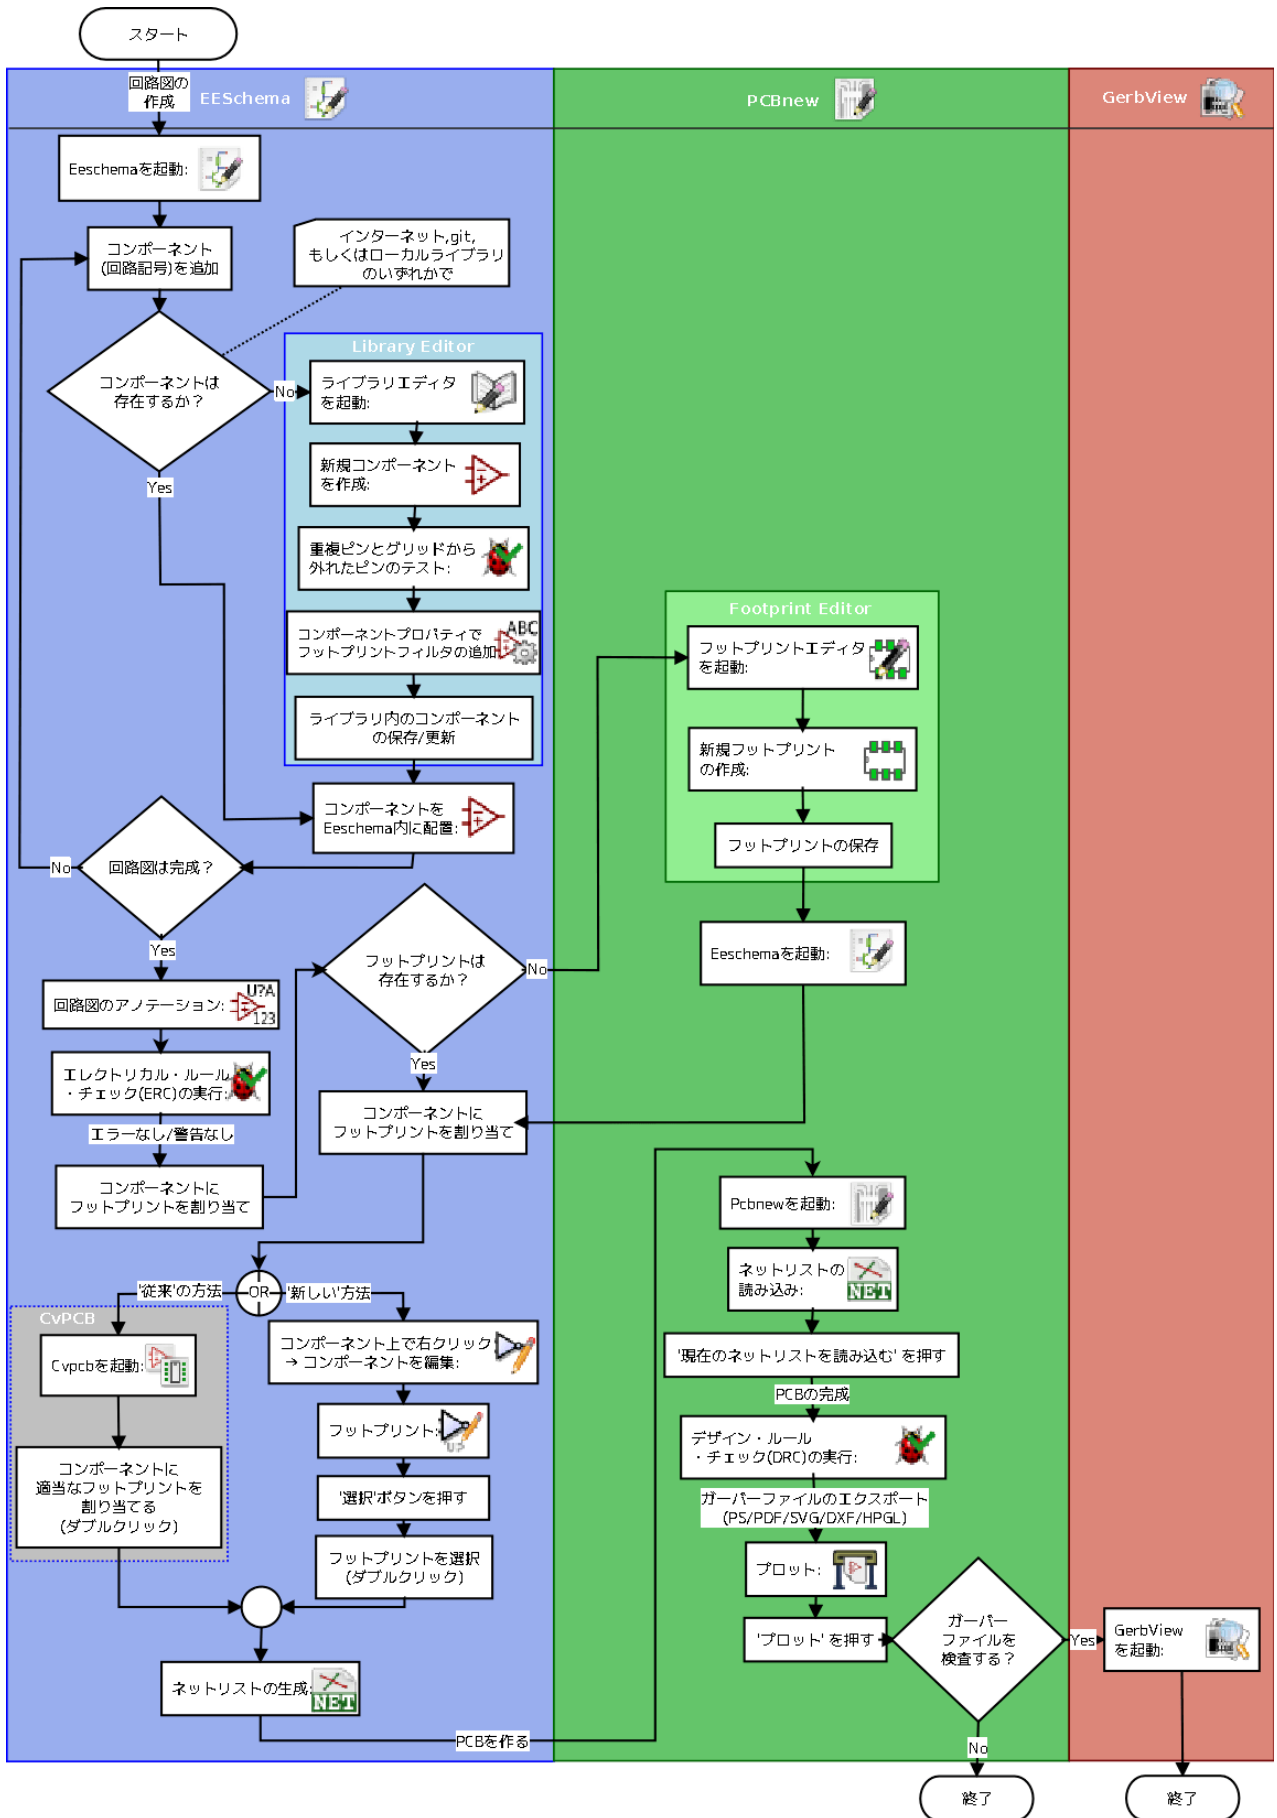 スタート
回路図の
作成
EESchema
PCBnew
GerbView
Eeschemaを起動:
コンポーネント
(回路記号)を追加
インターネット,git,
もしくはローカルライブラリ
のいずれかで
コンポーネントは
存在するか？
No
Yes
Library Editor
ライブラリエディタ
を起動:
新規コンポーネント
を作成:
重複ピンとグリッドから
外れたピンのテスト:
コンポーネントプロパティで
フットプリントフィルタの追加
ABC
ライブラリ内のコンポーネント
の保存/更新
コンポーネントを
Eeschema内に配置:
回路図は完成？
No
Yes
回路図のアノテーション:
U?A
123
エレクトリカル・ルール
・チェック(ERC)の実行:
エラーなし/警告なし
コンポーネントに
フットプリントを割り当て
フットプリントは
存在するか？
No
Yes
Footprint Editor
フットプリントエディタ
を起動:
新規フットプリント
の作成:
フットプリントの保存
Eeschemaを起動:
コンポーネントに
フットプリントを割り当て
OR
'従来'の方法
'新しい'方法
CvPCB
Cvpcbを起動:
コンポーネントに
適当なフットプリントを
割り当てる
(ダブルクリック)
コンポーネント上で右クリック
→ コンポーネントを編集:
フットプリント:
'選択'ボタンを押す
フットプリントを選択
(ダブルクリック)
ネットリストの生成:
NET
PCBを作る
Pcbnewを起動:
ネットリストの
読み込み:
NET
'現在のネットリストを読み込む' を押す
PCBの完成
デザイン・ルール
・チェック(DRC)の実行:
ガーバーファイルのエクスポート
(PS/PDF/SVG/DXF/HPGL)
プロット:
'プロット' を押す
ガーバー
ファイルを
検査する？
Yes
No
GerbView
を起動:
終了
終了